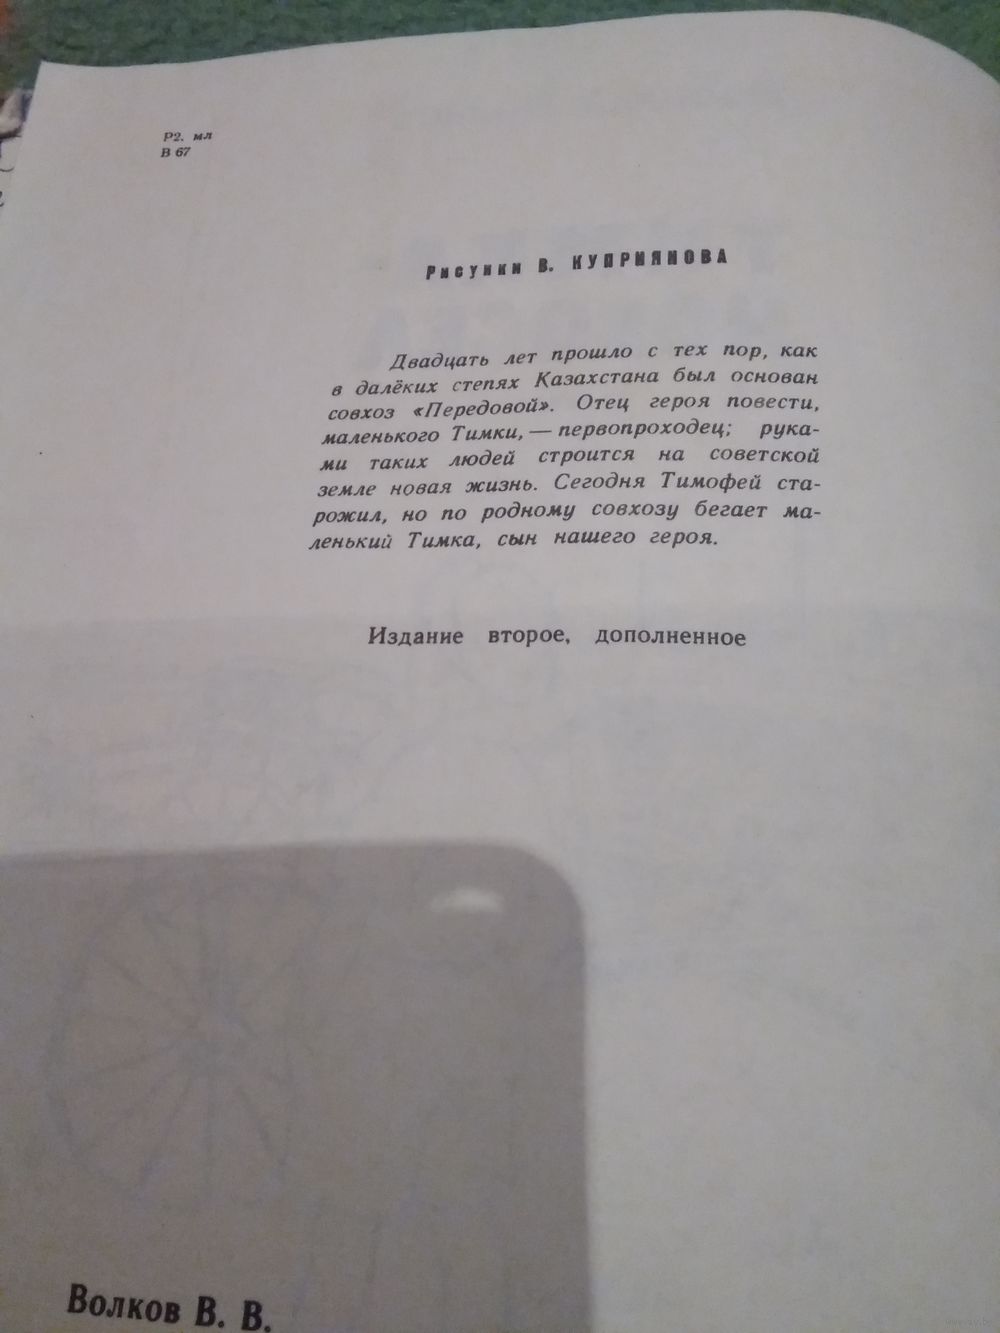 Р2. мл
В 67
Рисунки В. КУПРИЯНОВА
Двадцать лет прошло с тех пор, как
в далёких степях Казахстана был основан
совхоз «Передовой». Отец героя повести,
маленького Тимки, — первопроходец; рука-
ми таких людей строится на советской
земле новая жизнь. Сегодня Тимофей ста-
рожил, но по родному совхозу бегает ма-
ленький Тимка, сын нашего героя.
Издание второе, дополненное
Волков В. В.